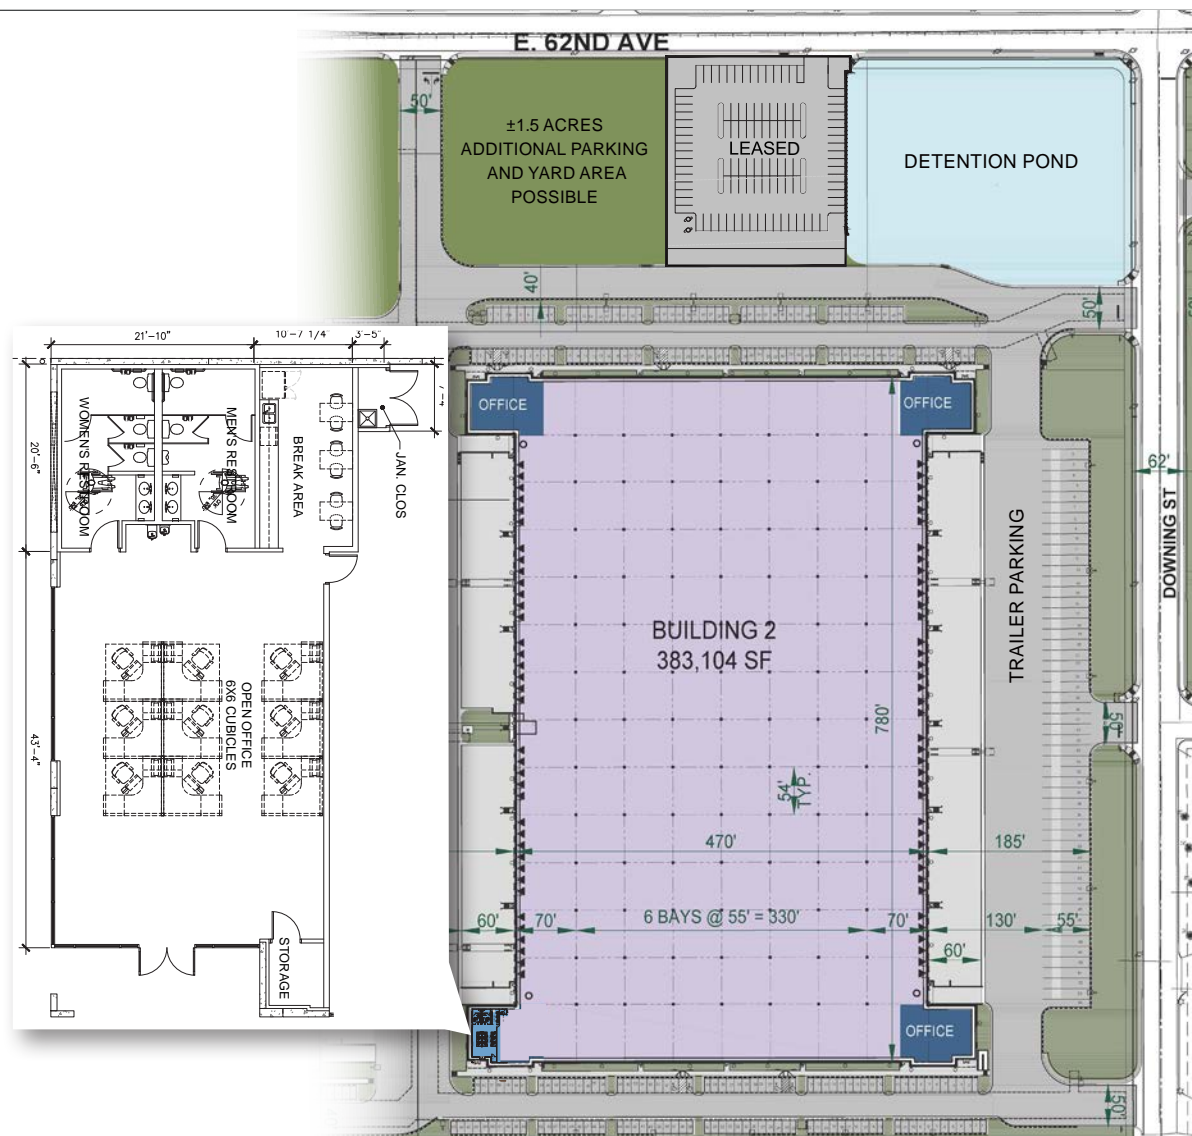 E. 62ND AVE
50'
±1.5 ACRES
ADDITIONAL PARKING
AND YARD AREA
POSSIBLE
LEASED
DETENTION POND
40'
50'
21'-10"
10'-7 1/4"
3'-5"
20'-6"
43'-4"
WOMEN'S RESTROOM
MEN'S RESTROOM
BREAK AREA
JAN. CLOS
OPEN OFFICE
6X6 CUBICLES
STORAGE
OFFICE
OFFICE
BUILDING 2
383,104 SF
780'
54'
TYP.
470'
185'
60'
70'
6 BAYS @ 55' = 330'
70'
130'
55'
60'
TRAILER PARKING
62'
DOWNING ST
50'
OFFICE
50'